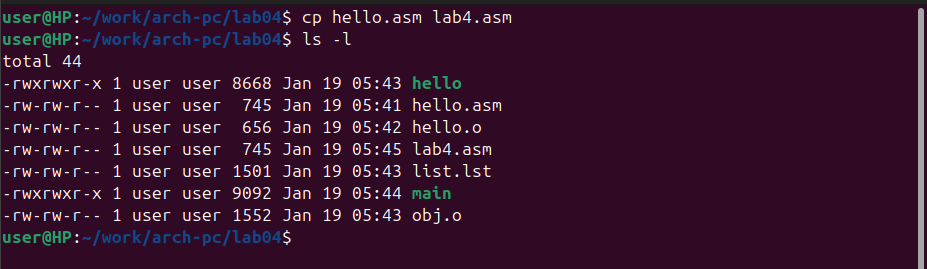 user@HP:~/work/arch-pc/lab04$ cp hello.asm lab4.asm
user@HP:~/work/arch-pc/lab04$ ls -l
total 44
-rwxrwxr-x 1 user user 8668 Jan 19 05:43 hello
-rw-rw-r-- 1 user user  745 Jan 19 05:41 hello.asm
-rw-rw-r-- 1 user user  656 Jan 19 05:42 hello.o
-rw-rw-r-- 1 user user  745 Jan 19 05:45 lab4.asm
-rw-rw-r-- 1 user user 1501 Jan 19 05:43 list.lst
-rwxrwxr-x 1 user user 9092 Jan 19 05:44 main
-rw-rw-r-- 1 user user 1552 Jan 19 05:43 obj.o
user@HP:~/work/arch-pc/lab04$